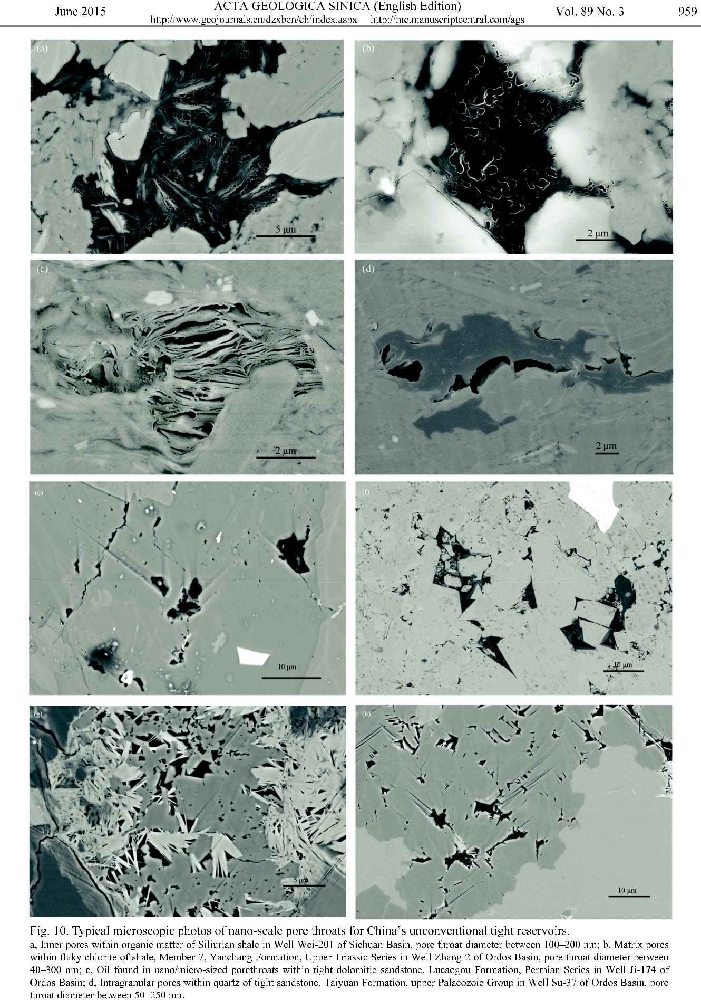 June 2015
ACTA GEOLOGICA SINICA (English Edition)
http://www.geojournals.cn/dzxben/ch/index.aspx http://mc.manuscriptcentral.com/ags
Vol. 89 No. 3
959
(a)
5 μm
(b)
2 μm
(c)
2 μm
(d)
2 μm
(e)
10 μm
(f)
10 μm
(g)
5 μm
(h)
10 μm
Fig. 10. Typical microscopic photos of nano-scale pore throats for China's unconventional tight reservoirs.
a, Inner pores within organic matter of Siliurian shale in Well Wei-201 of Sichuan Basin, pore throat diameter between 100–200 nm; b, Matrix pores
within flaky chlorite of shale, Member-7, Yanchang Formation, Upper Triassic Series in Well Zhang-2 of Ordos Basin, pore throat diameter between
40–300 nm; c, Oil found in nano/micro-sized porethroats within tight dolomitic sandstone, Lucaogou Formation, Permian Series in Well Ji-174 of
Ordos Basin; d, Intragranular pores within quartz of tight sandstone, Taiyuan Formation, upper Palaeozoic Group in Well Su-37 of Ordos Basin, pore
throat diameter between 50–250 nm.